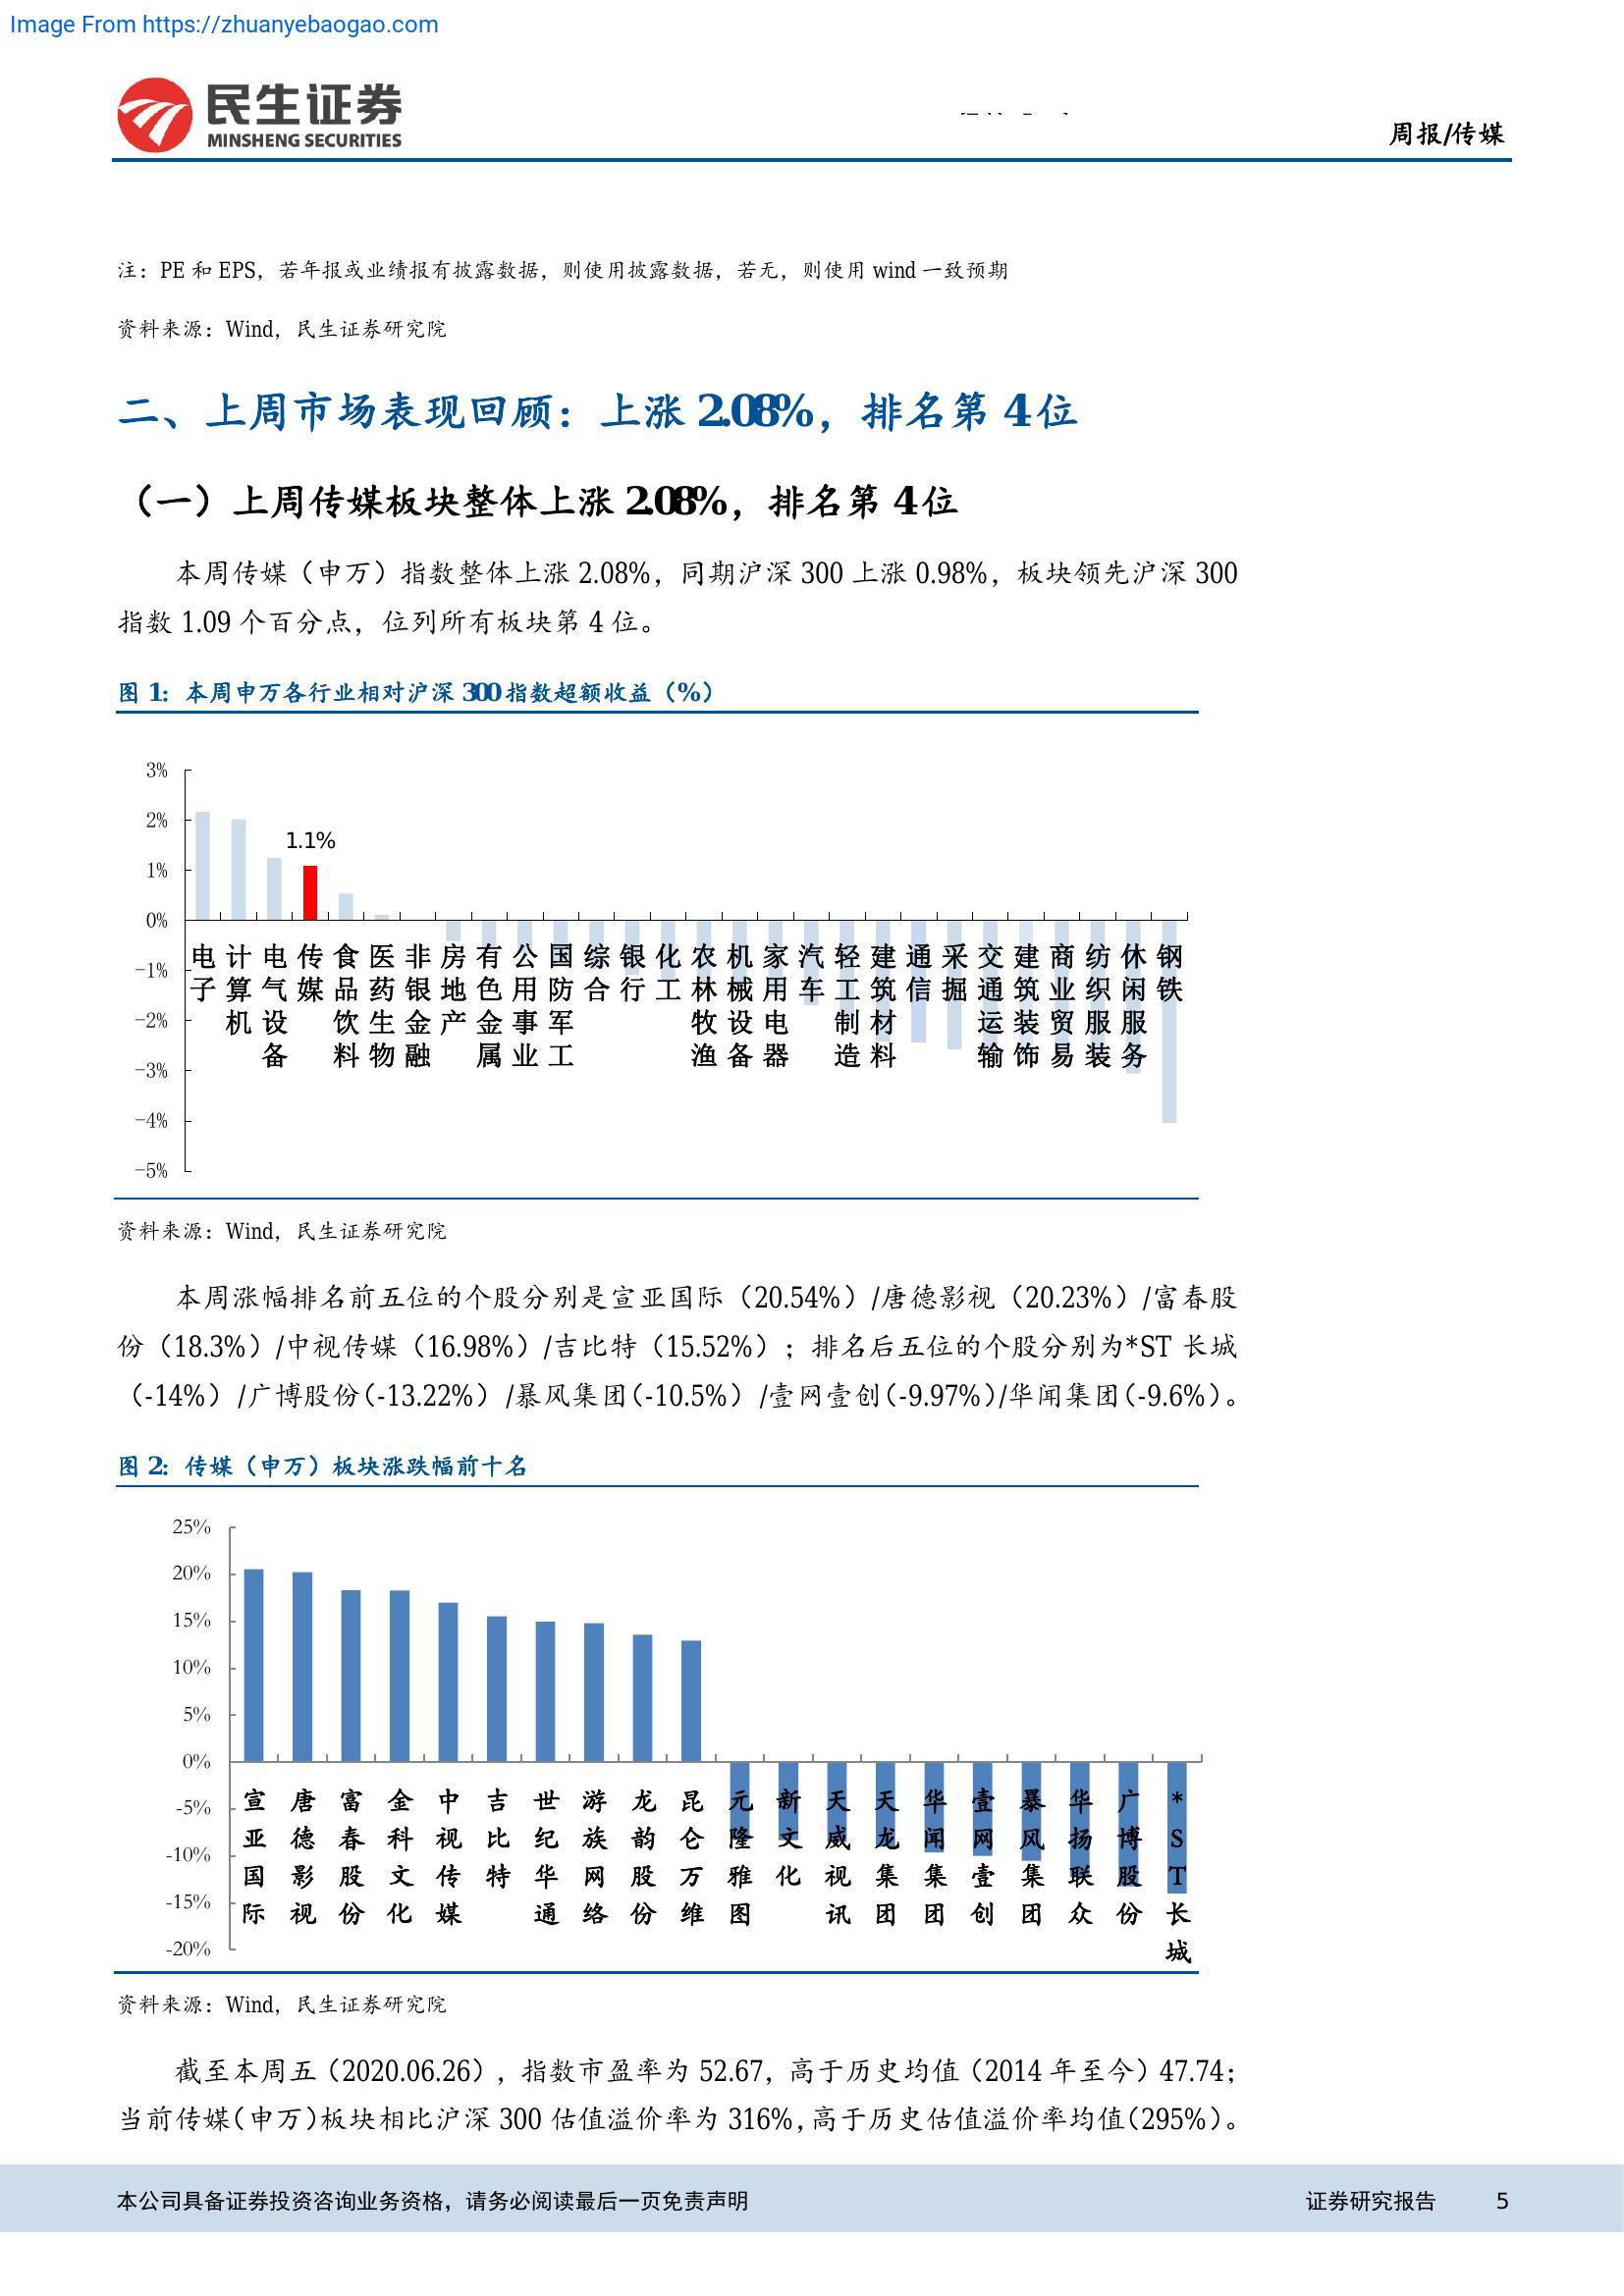 Image From https://zhuanyebaogao.com
民生证券
MINSHENG SECURITIES
周报/传媒
注：PE 和 EPS，若年报或业绩报有披露数据，则使用披露数据，若无，则使用 wind 一致预期
资料来源：Wind，民生证券研究院
二、上周市场表现回顾：上涨 2.08%，排名第 4 位
（一）上周传媒板块整体上涨 2.08%，排名第 4 位
本周传媒（申万）指数整体上涨 2.08%，同期沪深 300 上涨 0.98%，板块领先沪深 300
指数 1.09 个百分点，位列所有板块第 4 位。
图 1：本周申万各行业相对沪深 300 指数超额收益（%）
3%
2%
1%
0%
-1%
-2%
-3%
-4%
-5%
1.1%
电子
计算机
电气设备
传媒
食品饮料
医药生物
非银金融
房地产
有色金属
公用事业
国防军工
综合
银行
化工
农林牧渔
机械设备
家用电器
汽车
轻工制造
建筑材料
通信
采掘
交通运输
建筑装饰
商业贸易
纺织服装
休闲服务
钢铁
资料来源：Wind，民生证券研究院
本周涨幅排名前五位的个股分别是宣亚国际（20.54%）/唐德影视（20.23%）/富春股
份（18.3%）/中视传媒（16.98%）/吉比特（15.52%）；排名后五位的个股分别为*ST 长城
（-14%）/广博股份（-13.22%）/暴风集团（-10.5%）/壹网壹创（-9.97%）/华闻集团（-9.6%）。
图 2：传媒（申万）板块涨跌幅前十名
25%
20%
15%
10%
5%
0%
-5%
-10%
-15%
-20%
宣亚国际
唐德影视
富春股份
金科文化
中视传媒
吉比特
世纪华通
游族网络
龙韵股份
昆仑万维
元隆雅图
新文化
天威视讯
天龙集团
华闻集团
壹网壹创
暴风集团
华扬联众
广博股份
*ST长城
资料来源：Wind，民生证券研究院
截至本周五（2020.06.26），指数市盈率为 52.67，高于历史均值（2014 年至今）47.74；
当前传媒（申万）板块相比沪深 300 估值溢价率为 316%，高于历史估值溢价率均值（295%）。
本公司具备证券投资咨询业务资格，请务必阅读最后一页免责声明
证券研究报告 5